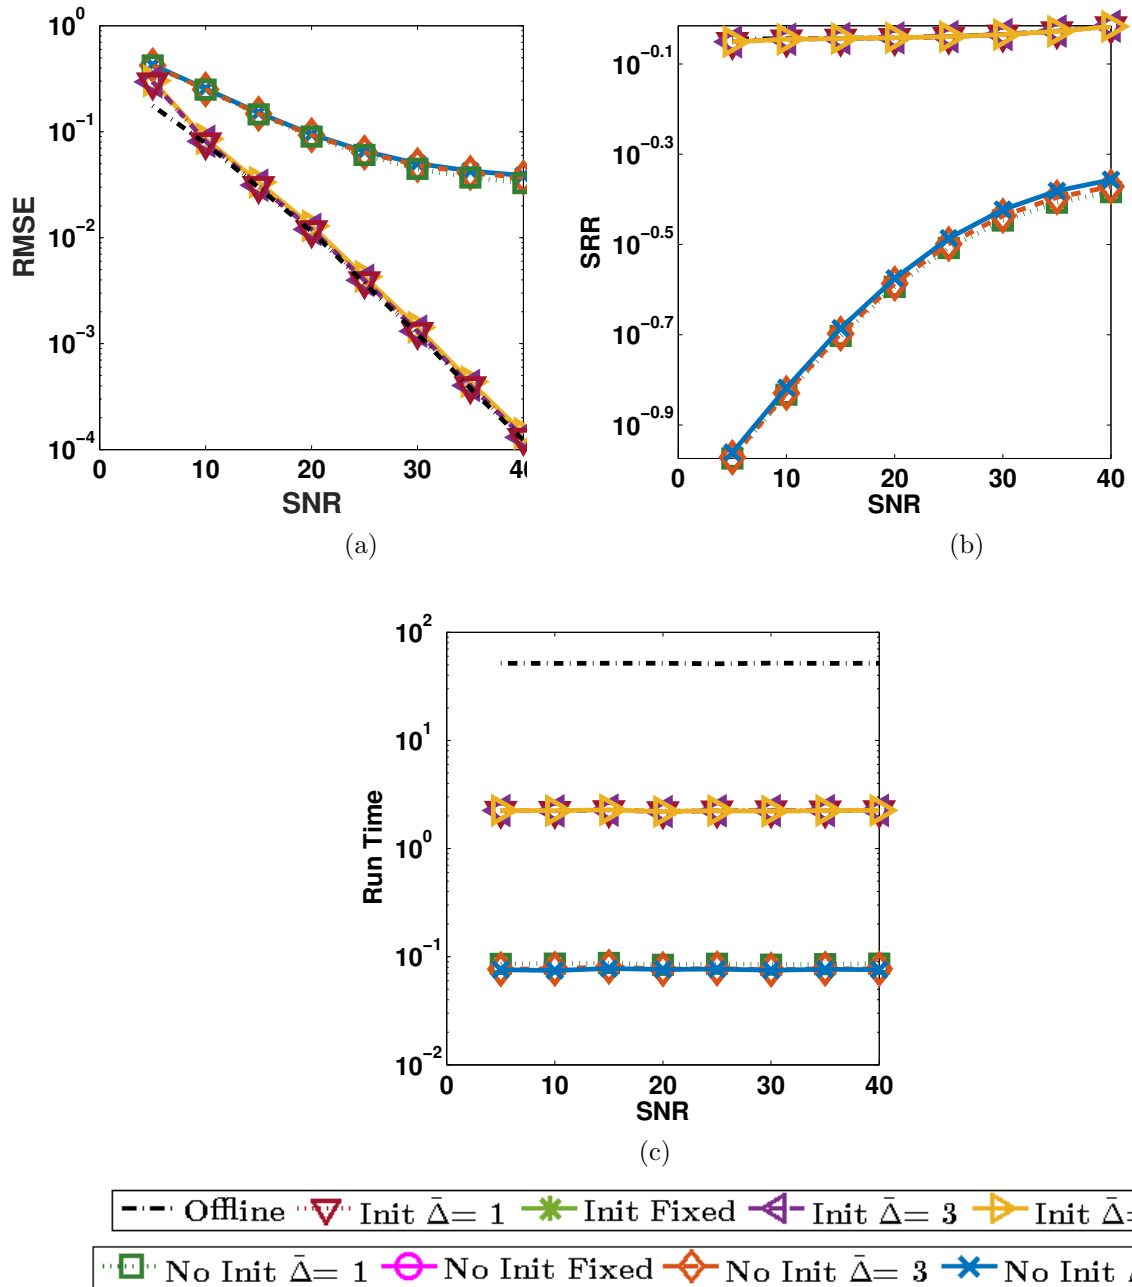 10^0
10^-1
10^-2
10^-3
10^-4
RMSE
0 10 20 30 40
SNR
(a)
10^-0.1
10^-0.3
10^-0.5
10^-0.7
10^-0.9
SRR
0 10 20 30 40
SNR
(b)
10^2
10^1
10^0
10^-1
10^-2
Run Time
0 10 20 30 40
SNR
(c)
Offline Init Δ̄= 1 Init Fixed Init Δ̄= 3 Init Δ̄=
No Init Δ̄= 1 No Init Fixed No Init Δ̄= 3 No Init